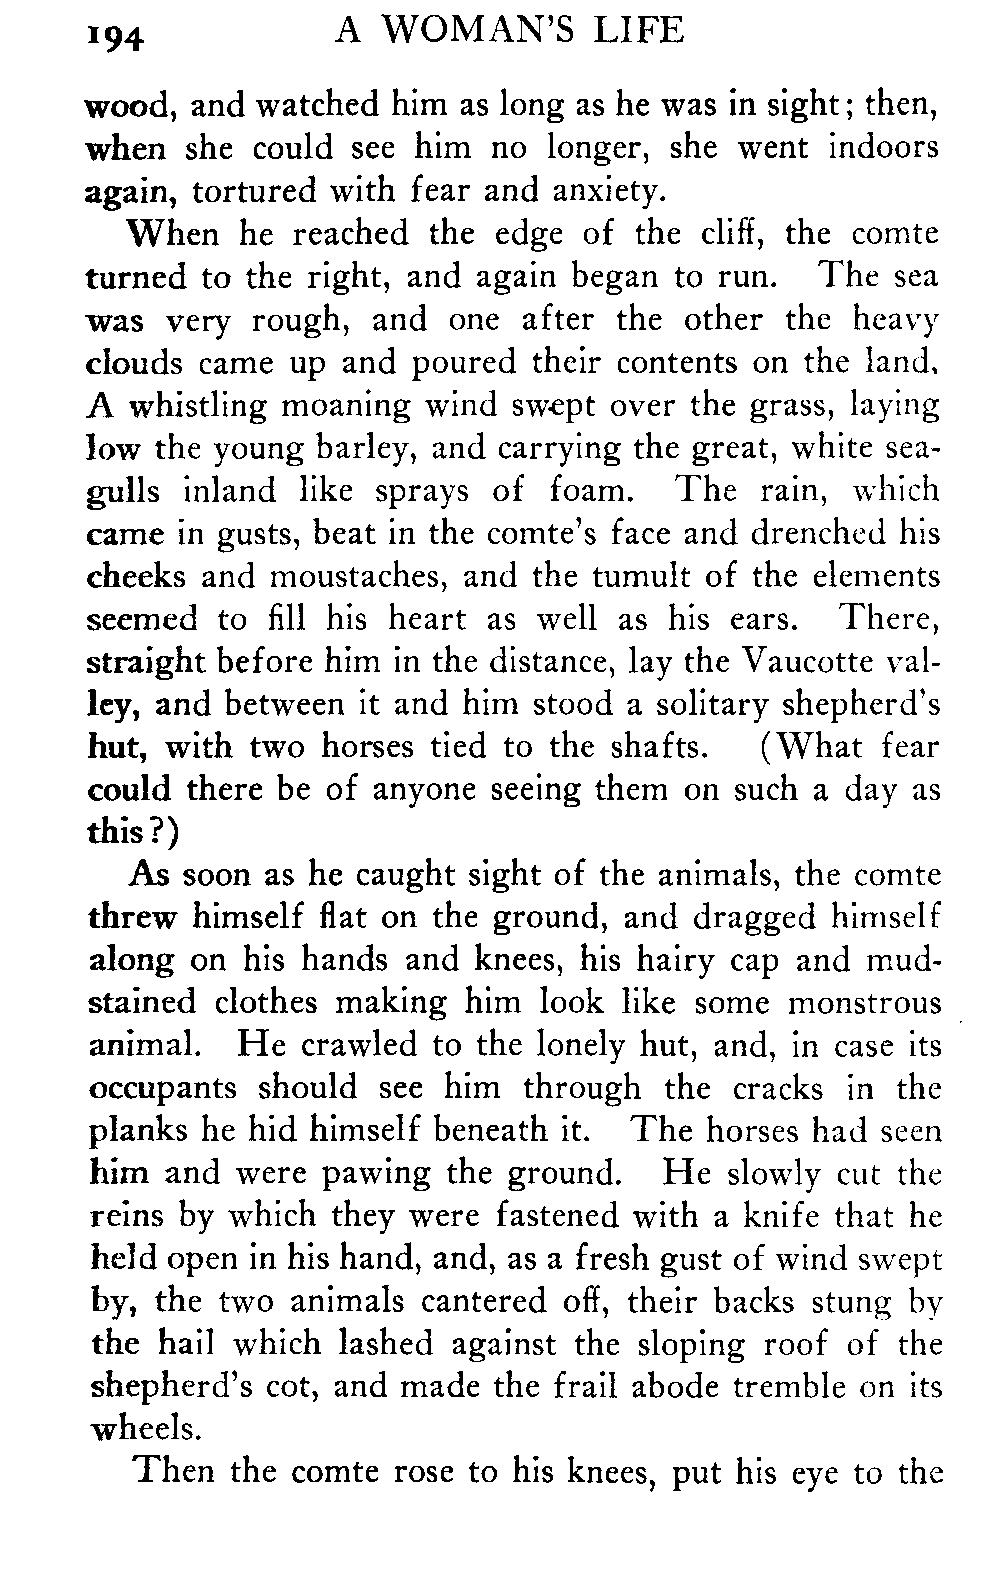 194 A WOMAN'S LIFE
wood, and watched him as long as he was in sight; then,
when she could see him no longer, she went indoors
again, tortured with fear and anxiety.
When he reached the edge of the cliff, the comte
turned to the right, and again began to run. The sea
was very rough, and one after the other the heavy
clouds came up and poured their contents on the land.
A whistling moaning wind swept over the grass, laying
low the young barley, and carrying the great, white sea-
gulls inland like sprays of foam. The rain, which
came in gusts, beat in the comte's face and drenched his
cheeks and moustaches, and the tumult of the elements
seemed to fill his heart as well as his ears. There,
straight before him in the distance, lay the Vaucotte val-
ley, and between it and him stood a solitary shepherd's
hut, with two horses tied to the shafts. (What fear
could there be of anyone seeing them on such a day as
this?)
As soon as he caught sight of the animals, the comte
threw himself flat on the ground, and dragged himself
along on his hands and knees, his hairy cap and mud-
stained clothes making him look like some monstrous
animal. He crawled to the lonely hut, and, in case its
occupants should see him through the cracks in the
planks he hid himself beneath it. The horses had seen
him and were pawing the ground. He slowly cut the
reins by which they were fastened with a knife that he
held open in his hand, and, as a fresh gust of wind swept
by, the two animals cantered off, their backs stung by
the hail which lashed against the sloping roof of the
shepherd's cot, and made the frail abode tremble on its
wheels.
Then the comte rose to his knees, put his eye to the